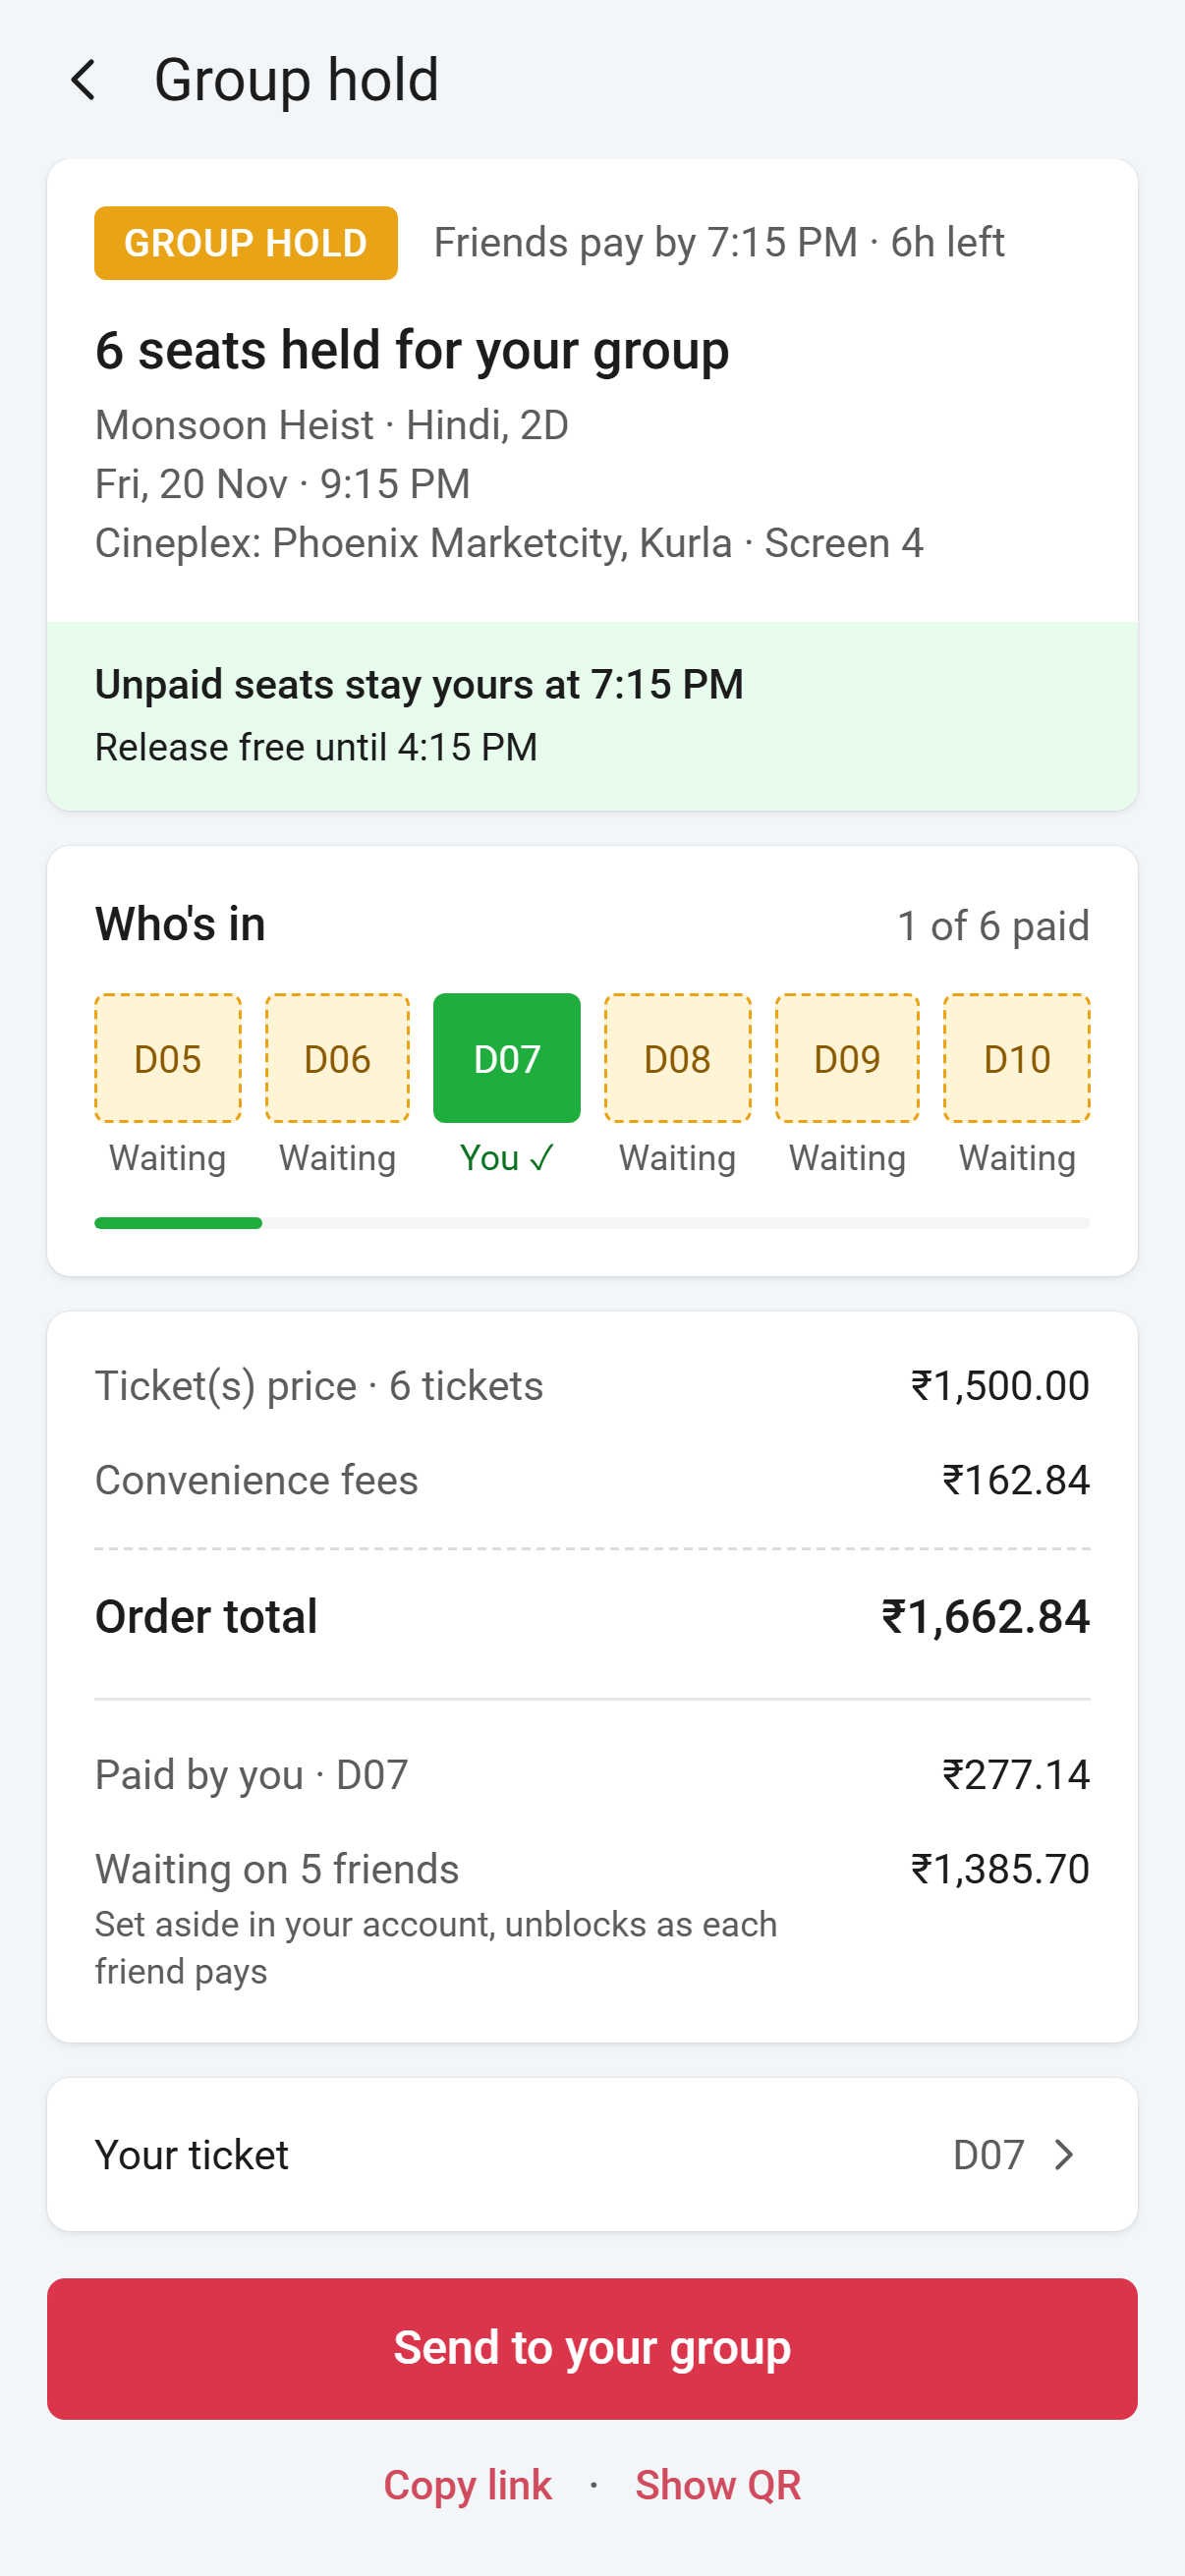 Group hold
GROUP HOLD Friends pay by 7:15 PM · 6h left
6 seats held for your group
Monsoon Heist · Hindi, 2D
Fri, 20 Nov · 9:15 PM
Cineplex: Phoenix Marketcity, Kurla · Screen 4
Unpaid seats stay yours at 7:15 PM
Release free until 4:15 PM
Who's in 1 of 6 paid
D05 D06 D07 D08 D09 D10
Waiting Waiting You ✓ Waiting Waiting Waiting
Ticket(s) price · 6 tickets ₹1,500.00
Convenience fees ₹162.84
Order total ₹1,662.84
Paid by you · D07 ₹277.14
Waiting on 5 friends ₹1,385.70
Set aside in your account, unblocks as each
friend pays
Your ticket D07
Send to your group
Copy link · Show QR